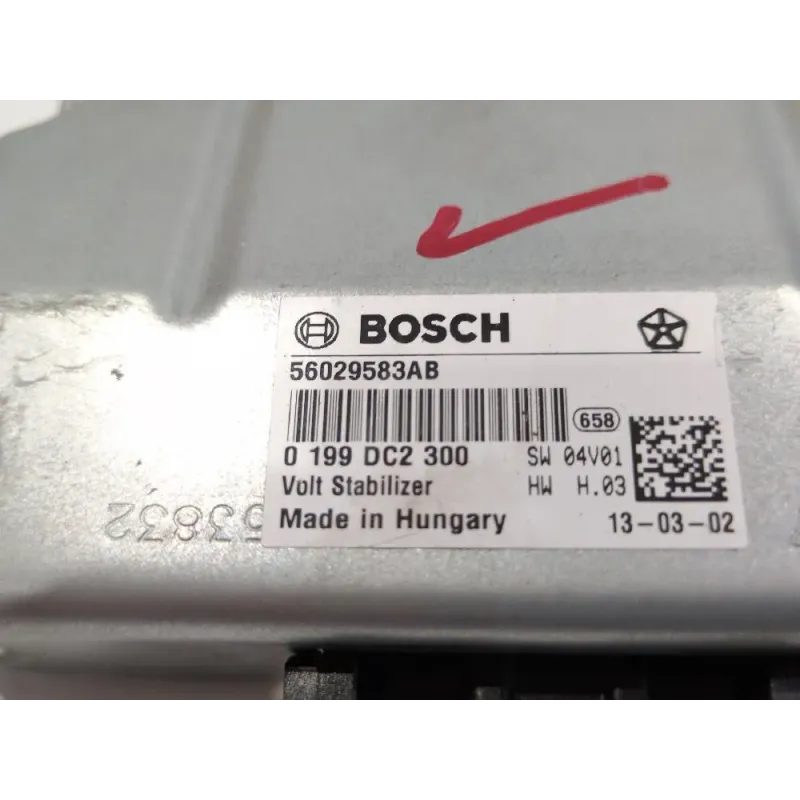 BOSCH
56029583AB
658
0 199 DC2 300 SW 04V01
Volt Stabilizer HW H.03
Made in Hungary 13-03-02
53832